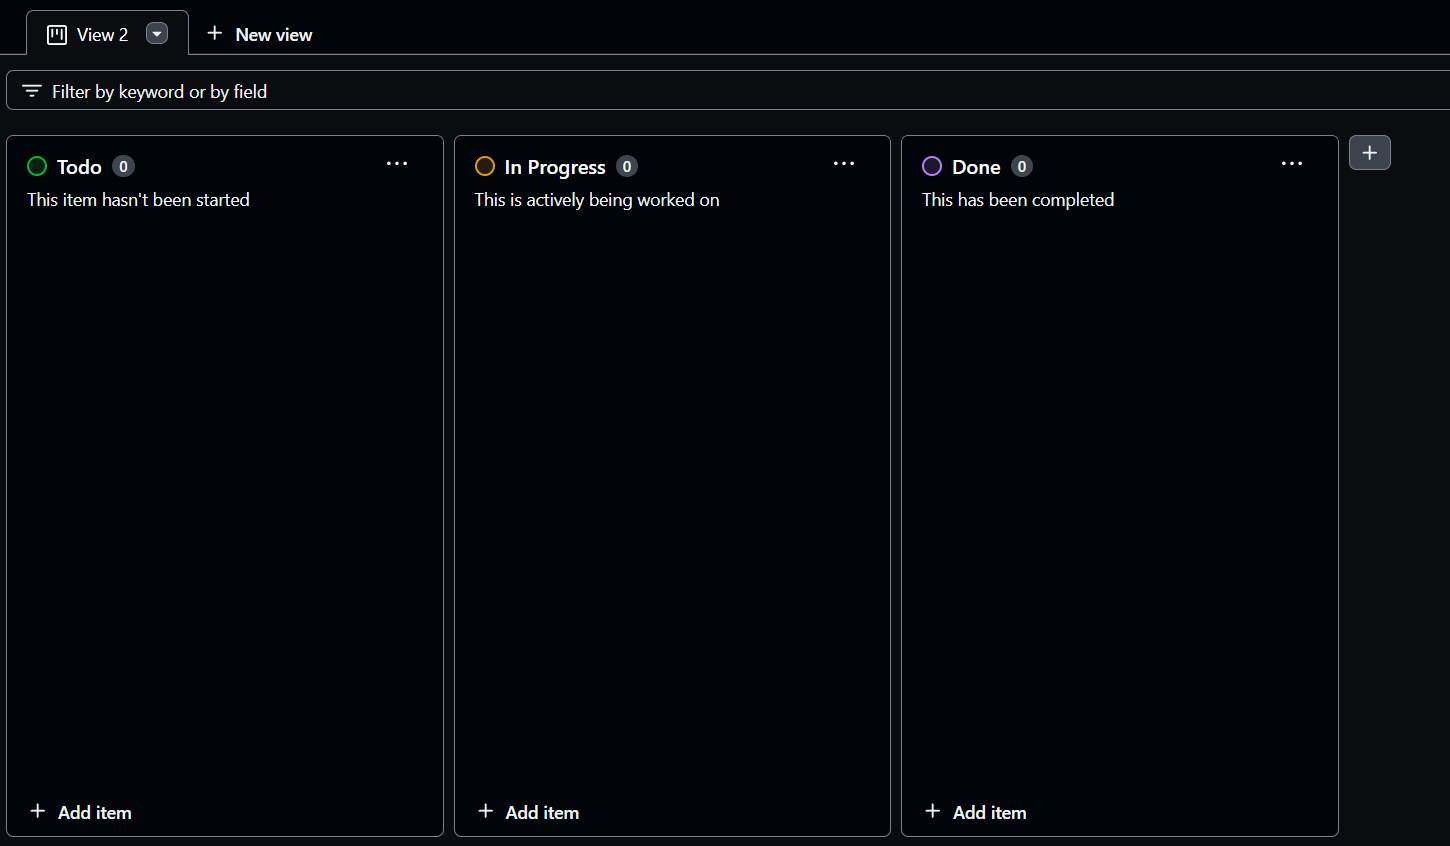 View 2
New view
Filter by keyword or by field
Todo 0
This item hasn't been started
In Progress 0
This is actively being worked on
Done 0
This has been completed
Add item
Add item
Add item